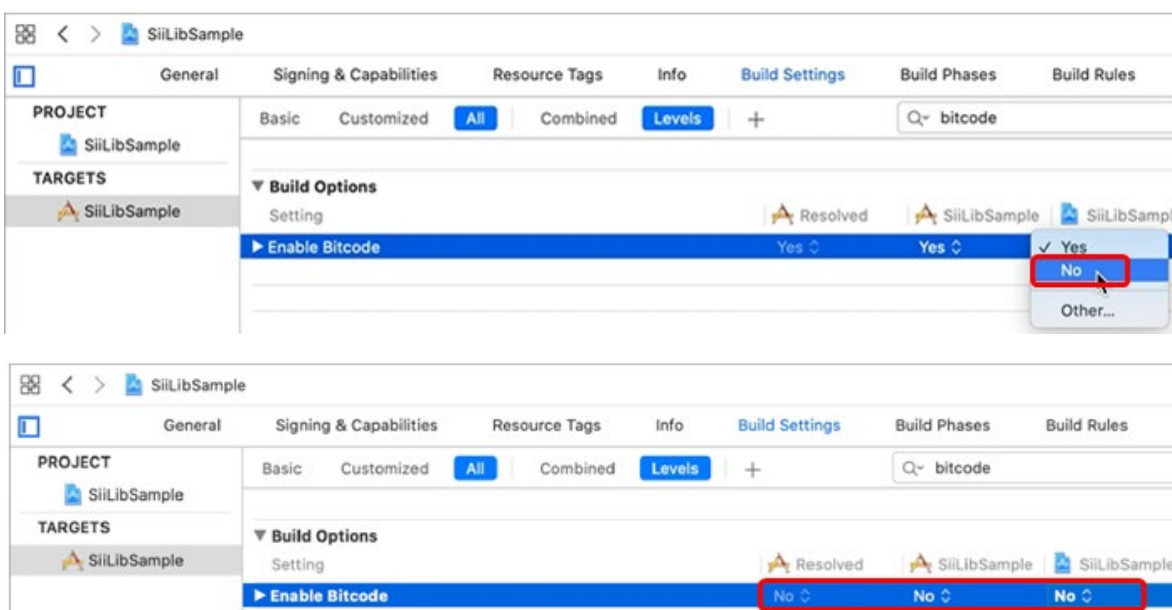 SiiLibSample
General Signing & Capabilities Resource Tags Info Build Settings Build Phases Build Rules
PROJECT
Basic Customized All Combined Levels + bitcode
SiiLibSample
TARGETS
Build Options
SiiLibSample
Setting Resolved SiiLibSample SiiLibSampl
Enable Bitcode Yes Yes Yes
No
Other...
SiiLibSample
General Signing & Capabilities Resource Tags Info Build Settings Build Phases Build Rules
PROJECT
Basic Customized All Combined Levels + bitcode
SiiLibSample
TARGETS
Build Options
SiiLibSample
Setting Resolved SiiLibSample SiiLibSample
Enable Bitcode No No No